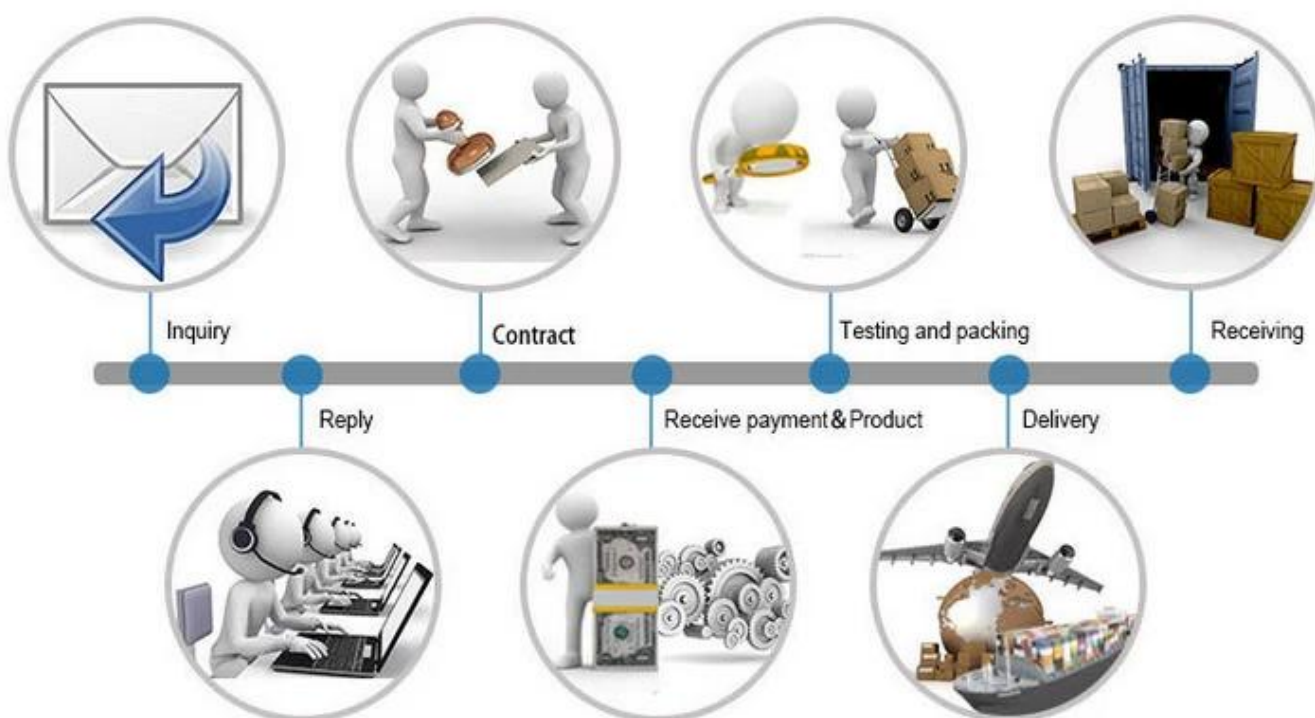 Inquiry
Reply
Contract
Receive payment & Product
Testing and packing
Delivery
Receiving